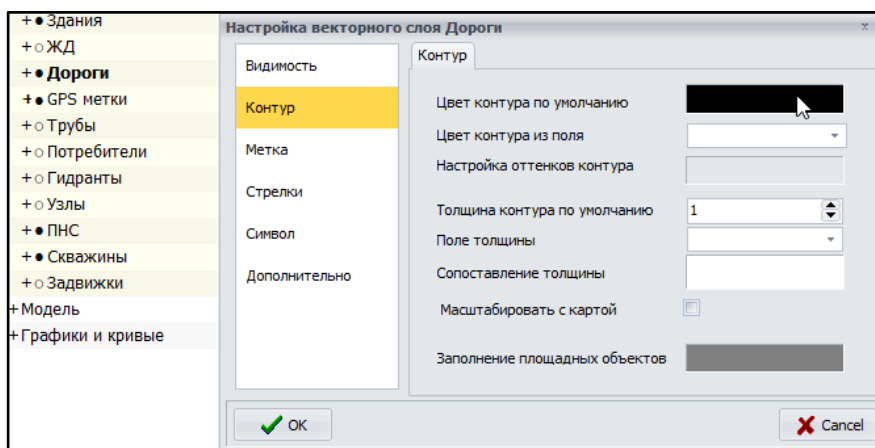 Здания
ЖД
Дороги
GPS метки
Трубы
Потребители
Гидранты
Узлы
ПНС
Скважины
Задвижки
Модель
Графики и кривые
Настройка векторного слоя Дороги
Видимость
Контур
Метка
Стрелки
Символ
Дополнительно
Контур
Цвет контура по умолчанию
Цвет контура из поля
Настройка оттенков контура
Толщина контура по умолчанию 1
Поле толщины
Сопоставление толщины
Масштабировать с картой
Заполнение площадных объектов
OK
Cancel